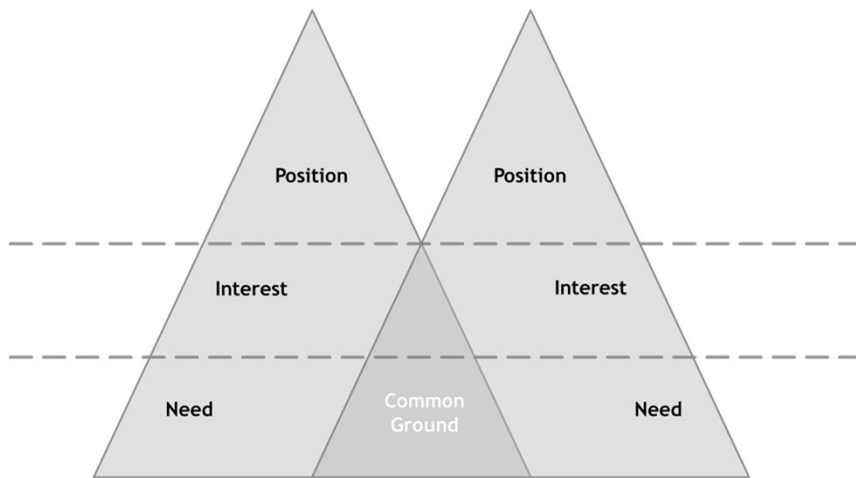 Position
Position
Interest
Interest
Need
Common
Ground
Need